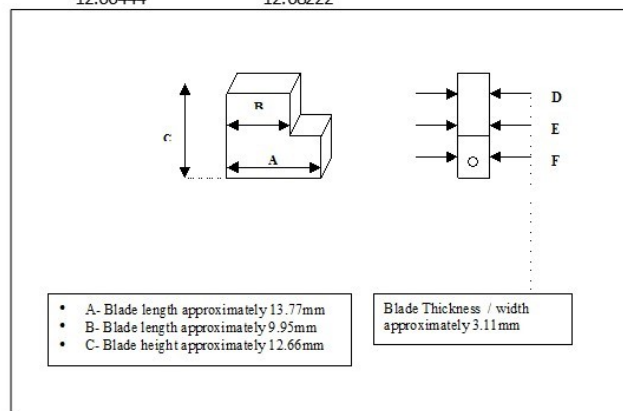 B
D
C
E
A
F
• A- Blade length approximately 13.77mm
• B- Blade length approximately 9.95mm
• C- Blade height approximately 12.66mm
Blade Thickness / width
approximately 3.11mm